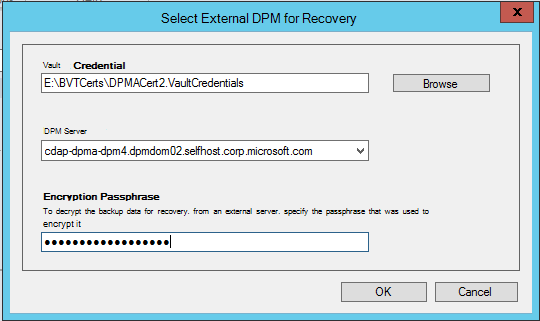 Select External DPM for Recovery
x
Vault Credential
E:\BVTCerts\DPMACert2.VaultCredentials
Browse
DPM Server
cdap-dpma-dpm4.dpmdom02.selfhost.corp.microsoft.com
Encryption Passphrase
To decrypt the backup data for recovery. from an external server. specify the passphrase that was used to
encrypt it
●●●●●●●●●●●●●●●●●●
OK Cancel